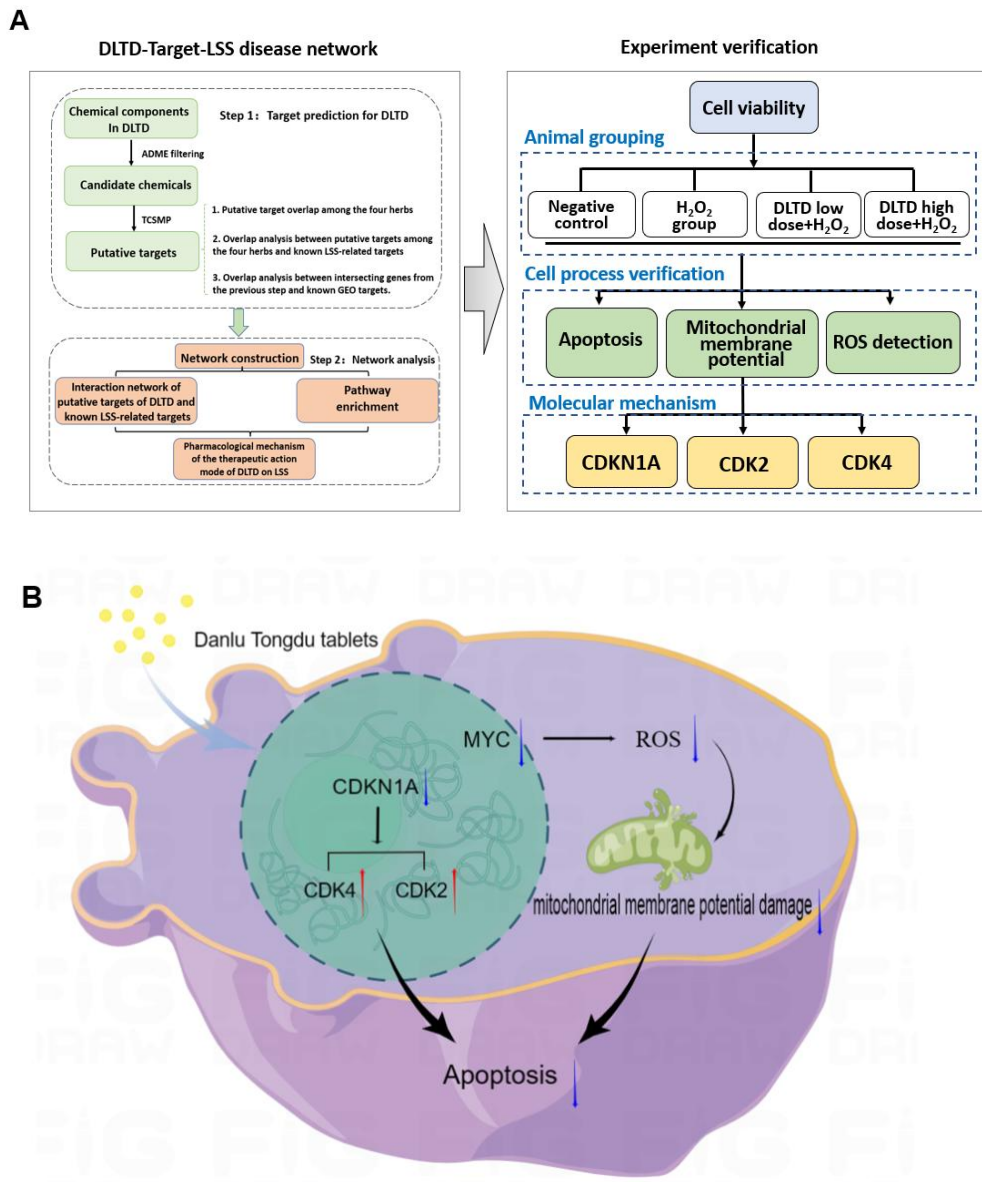 A
DLTD-Target-LSS disease network
Chemical components
In DLTD
Step 1：Target prediction for DLTD
ADME filtering
Candidate chemicals
TCSMP
1. Putative target overlap among the four herbs
Putative targets
2. Overlap analysis between putative targets among
the four herbs and known LSS-related targets
3. Overlap analysis between intersecting genes from
the previous step and known GEO targets.
Network construction
Step 2：Network analysis
Interaction network of
putative targets of DLTD and
known LSS-related targets
Pathway
enrichment
Pharmacological mechanism
of the therapeutic action
mode of DLTD on LSS
Experiment verification
Cell viability
Animal grouping
Negative
control
H₂O₂
group
DLTD low
dose+H₂O₂
DLTD high
dose+H₂O₂
Cell process verification
Apoptosis
Mitochondrial
membrane
potential
ROS detection
Molecular mechanism
CDKN1A
CDK2
CDK4
B
Danlu Tongdu tablets
MYC
ROS
CDKN1A
CDK4
CDK2
mitochondrial membrane potential damage
Apoptosis